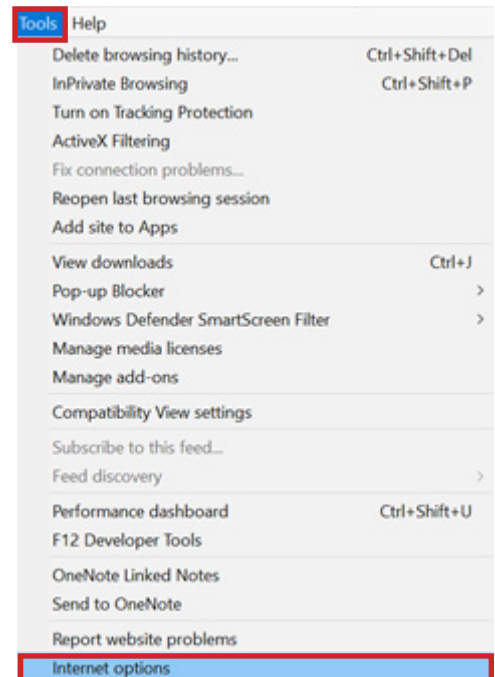 Tools Help
Delete browsing history... Ctrl+Shift+Del
InPrivate Browsing Ctrl+Shift+P
Turn on Tracking Protection
ActiveX Filtering
Fix connection problems...
Reopen last browsing session
Add site to Apps
View downloads Ctrl+J
Pop-up Blocker >
Windows Defender SmartScreen Filter >
Manage media licenses
Manage add-ons
Compatibility View settings
Subscribe to this feed...
Feed discovery >
Performance dashboard Ctrl+Shift+U
F12 Developer Tools
OneNote Linked Notes
Send to OneNote
Report website problems
Internet options